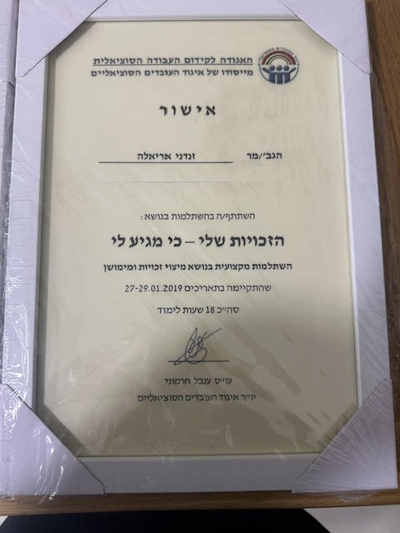 האגודה לקידום העבודה הסוציאלית
מייסודו של איגוד העובדים הסוציאליים
אישור
הגב'/מר זנדני אריאלה
השתתף/ה בהשתלמות בנושא:
הזכויות שלי – כי מגיע לי
השתלמות מקצועית בנושא מיצוי זכויות ומימושן
שהתקיימה בתאריכים 27-29.01.2019
סה"כ 18 שעות לימוד
עו"ס ענבל חרמוני
יו"ר איגוד העובדים הסוציאליים